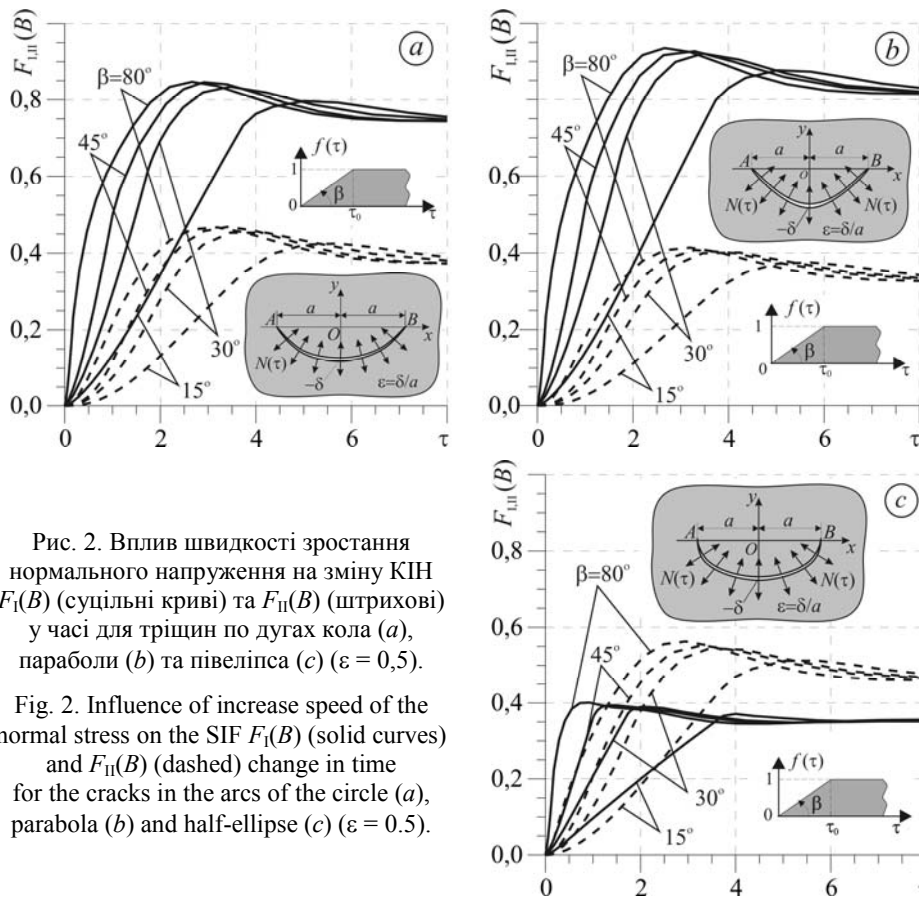 F_I,II(B)
a
β=80°
0,8
45°
f(τ)
1
β
0
τ₀
τ
0,6
0,4
y
a
a
A
O
B
x
N(τ)
−δ
ε=δ/a
30°
15°
0,2
0,0
0
2
4
6
τ
F_I,II(B)
b
β=80°
0,8
45°
y
a
a
A
O
B
x
N(τ)
N(τ)
−δ
ε=δ/a
0,6
0,4
f(τ)
1
β
0
τ₀
τ
30°
15°
0,2
0,0
0
2
4
6
Рис. 2. Вплив швидкості зростання
нормального напруження на зміну КІН
F_I(B) (суцільні криві) та F_II(B) (штрихові)
у часі для тріщин по дугах кола (a),
параболи (b) та півеліпса (c) (ε = 0,5).
Fig. 2. Influence of increase speed of the
normal stress on the SIF F_I(B) (solid curves)
and F_II(B) (dashed) change in time
for the cracks in the arcs of the circle (a),
parabola (b) and half-ellipse (c) (ε = 0.5).
F_I,II(B)
c
y
a
a
A
O
B
x
N(τ)
N(τ)
−δ
ε=δ/a
0,8
β=80°
0,6
45°
0,4
f(τ)
1
β
0
τ₀
τ
30°
15°
0,2
0,0
0
2
4
6